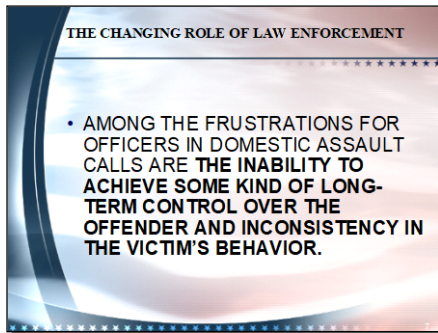 THE CHANGING ROLE OF LAW ENFORCEMENT
• AMONG THE FRUSTRATIONS FOR
OFFICERS IN DOMESTIC ASSAULT
CALLS ARE THE INABILITY TO
ACHIEVE SOME KIND OF LONG-
TERM CONTROL OVER THE
OFFENDER AND INCONSISTENCY IN
THE VICTIM'S BEHAVIOR.